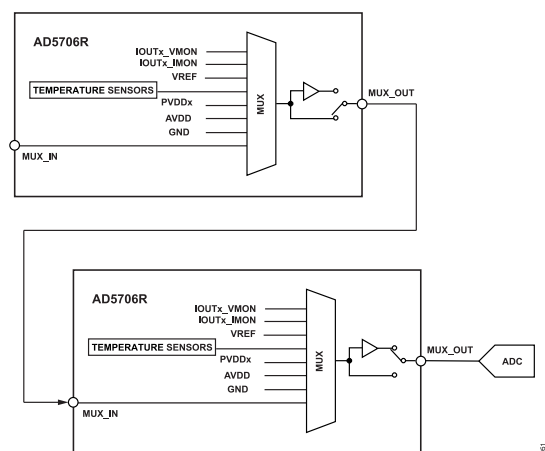 AD5706R
IOUTx_VMON
IOUTx_IMON
VREF
TEMPERATURE SENSORS
PVDDx
AVDD
GND
MUX_IN
MUX
MUX_OUT
AD5706R
IOUTx_VMON
IOUTx_IMON
VREF
TEMPERATURE SENSORS
PVDDx
AVDD
GND
MUX_IN
MUX
MUX_OUT
ADC